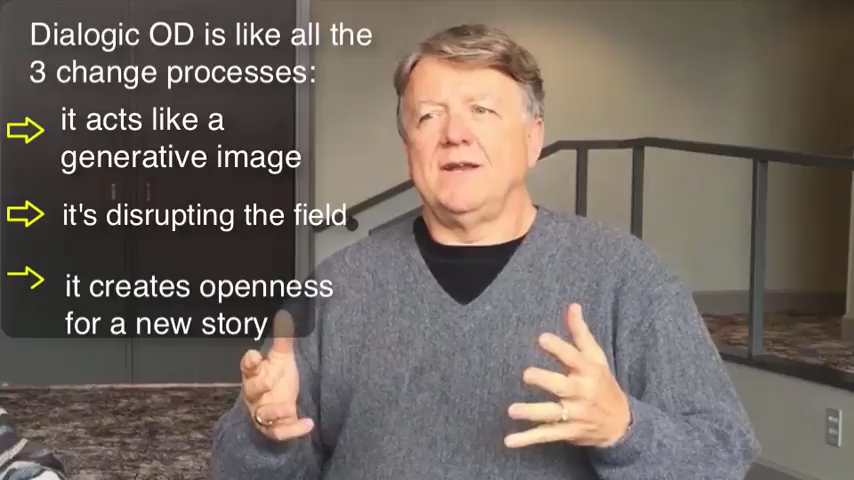 Dialogic OD is like all the
3 change processes:
it acts like a
generative image
it's disrupting the field
it creates openness
for a new story